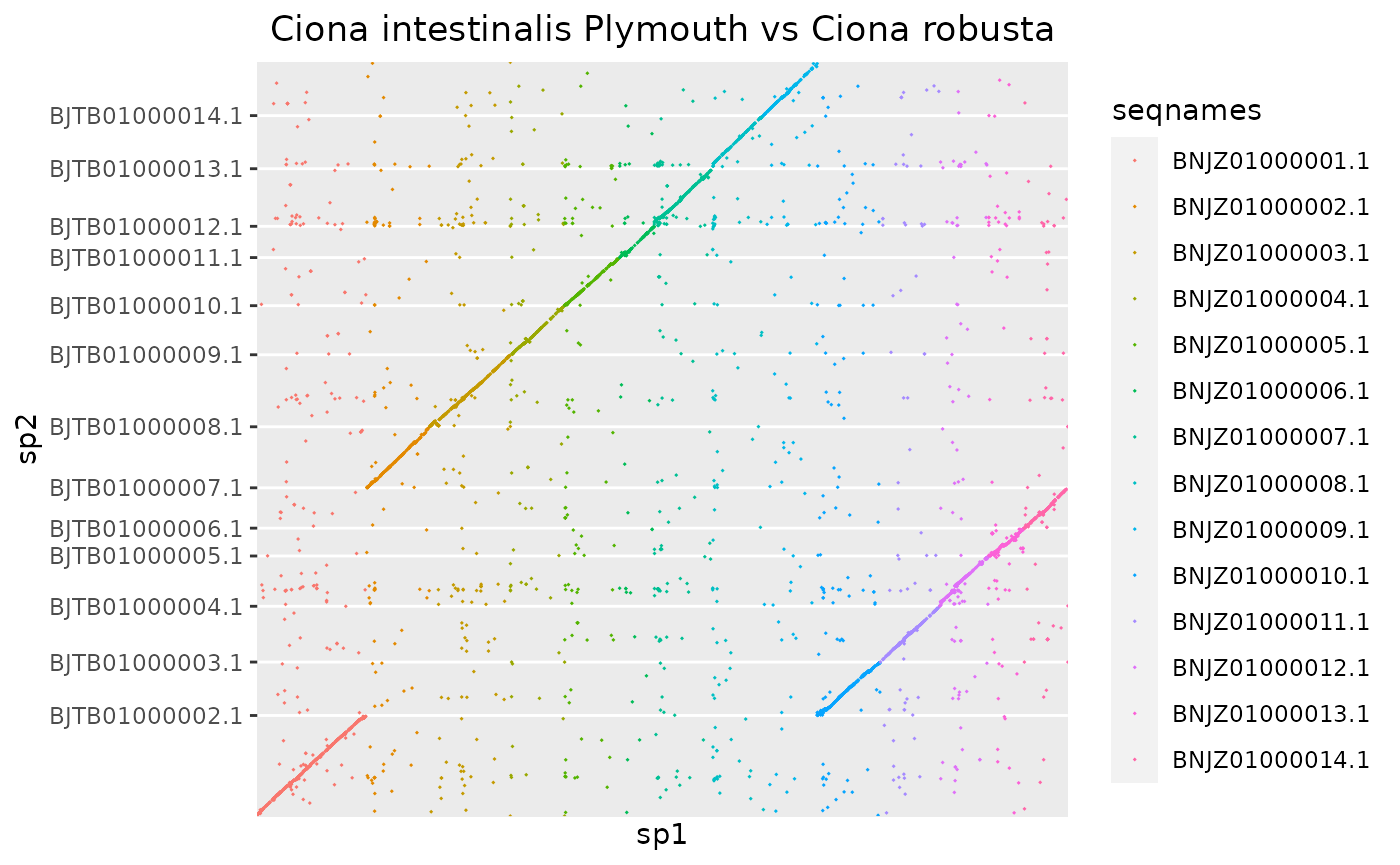 Ciona intestinalis Plymouth vs Ciona robusta
BJTB01000014.1
BJTB01000013.1
BJTB01000012.1
BJTB01000011.1
BJTB01000010.1
BJTB01000009.1
BJTB01000008.1
BJTB01000007.1
BJTB01000006.1
BJTB01000005.1
BJTB01000004.1
BJTB01000003.1
BJTB01000002.1
sp2
sp1
seqnames
BNJZ01000001.1
BNJZ01000002.1
BNJZ01000003.1
BNJZ01000004.1
BNJZ01000005.1
BNJZ01000006.1
BNJZ01000007.1
BNJZ01000008.1
BNJZ01000009.1
BNJZ01000010.1
BNJZ01000011.1
BNJZ01000012.1
BNJZ01000013.1
BNJZ01000014.1